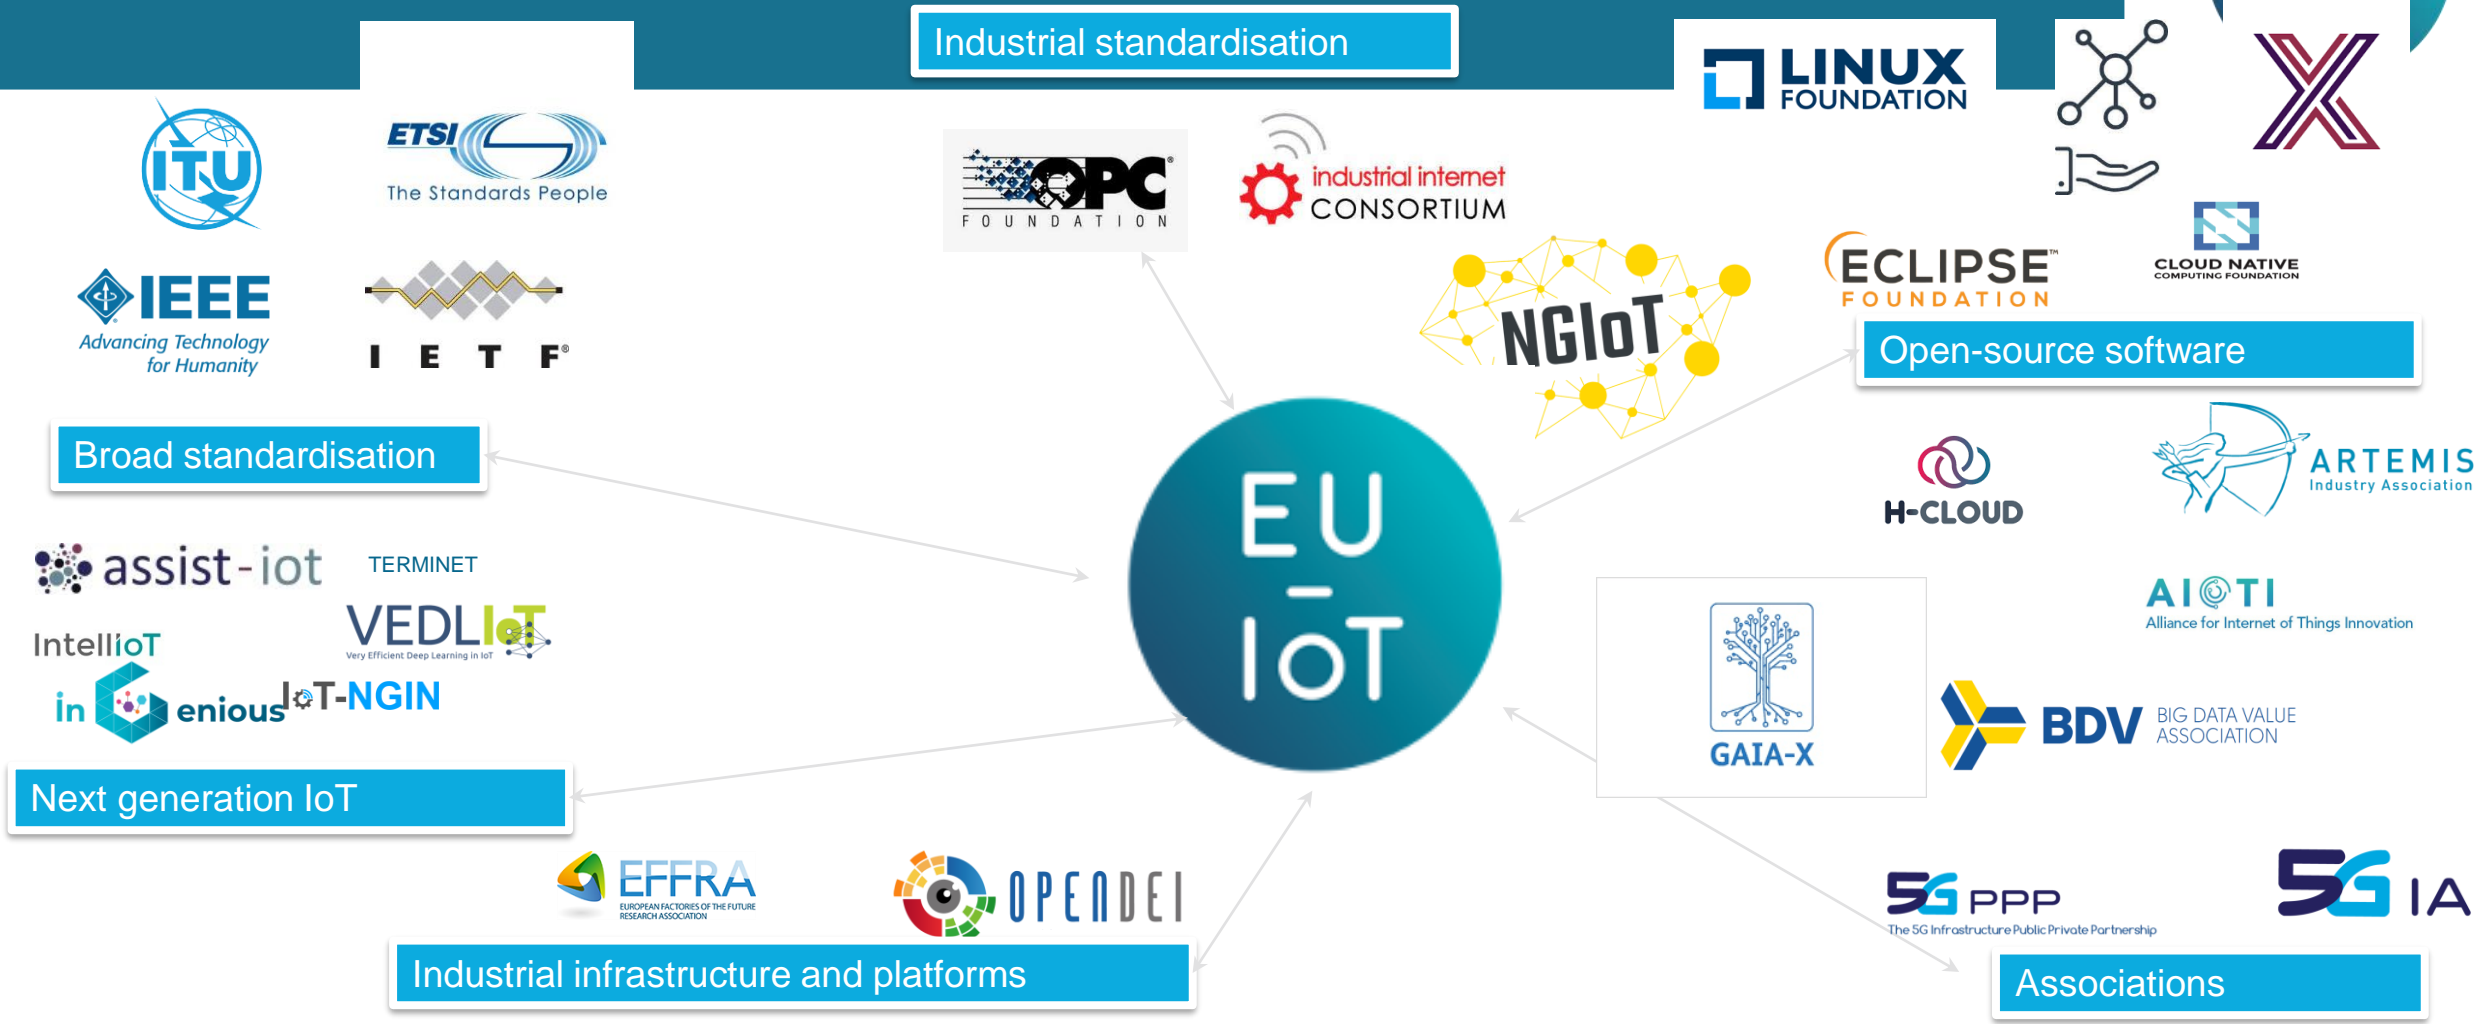 Industrial standardisation
LINUX
FOUNDATION
ITU
ETSI
The Standards People
OPC®
FOUNDATION
industrial internet
CONSORTIUM
X
IEEE
Advancing Technology
for Humanity
IETF®
NGIoT
ECLIPSE™
FOUNDATION
CLOUD NATIVE
COMPUTING FOUNDATION
Open-source software
Broad standardisation
EU
-
IoT
H-CLOUD
ARTEMIS
Industry Association
assist-iot
TERMINET
VEDLIoT
Very Efficient Deep Learning in IoT
IntellIoT
in G enious
IoT-NGIN
Next generation IoT
GAIA-X
AIOTI
Alliance for Internet of Things Innovation
BDV
BIG DATA VALUE
ASSOCIATION
EFFRA
EUROPEAN FACTORIES OF THE FUTURE
RESEARCH ASSOCIATION
OPENDEI
Industrial infrastructure and platforms
5G PPP
The 5G Infrastructure Public Private Partnership
5G IA
Associations